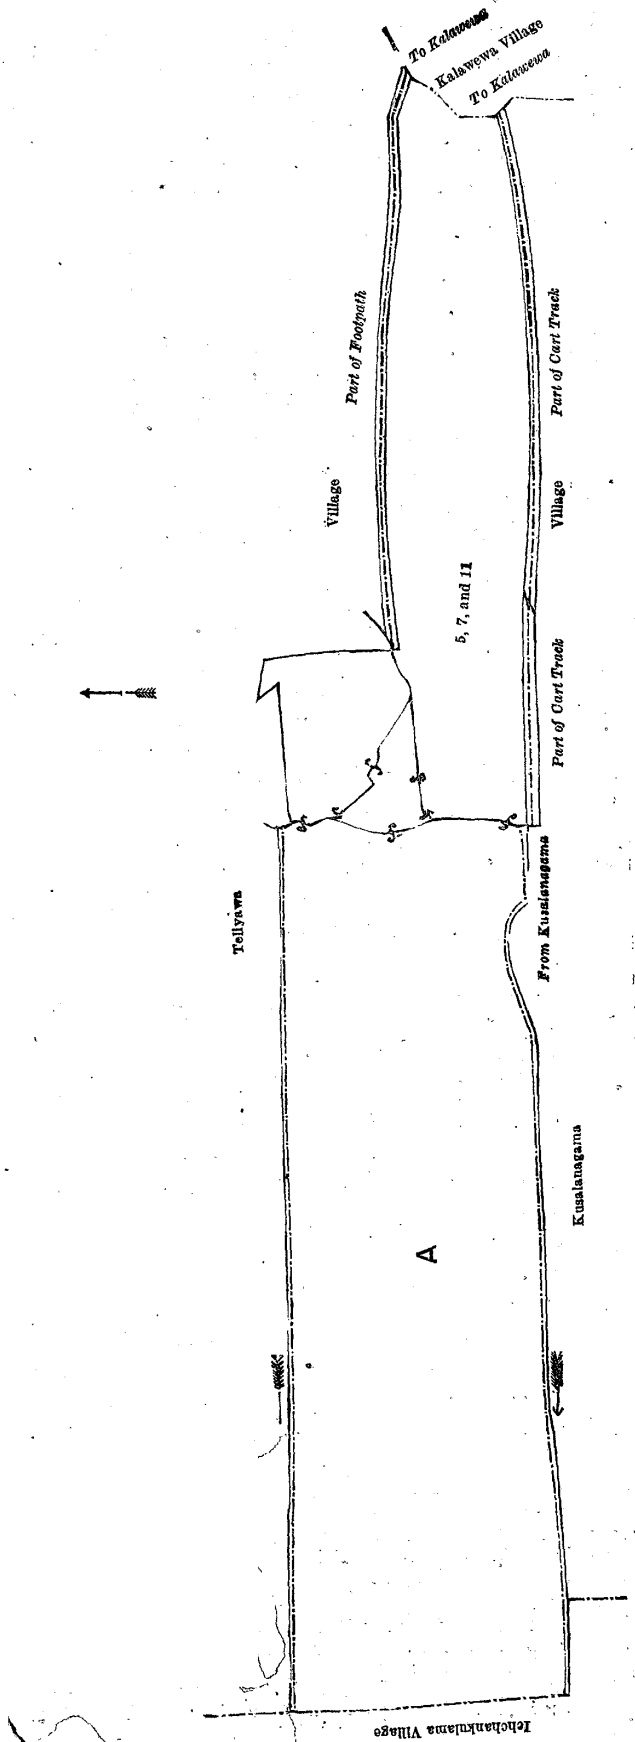 To Kalawewa
Kalawewa Village
To Kalawewa
Part of Footpath
Part of Cart Track
Village
Village
5, 7, and 11
Part of Cart Track
Teliyawa
From Kusalanagama
Kusalanagama
A
Ichchankulama Village